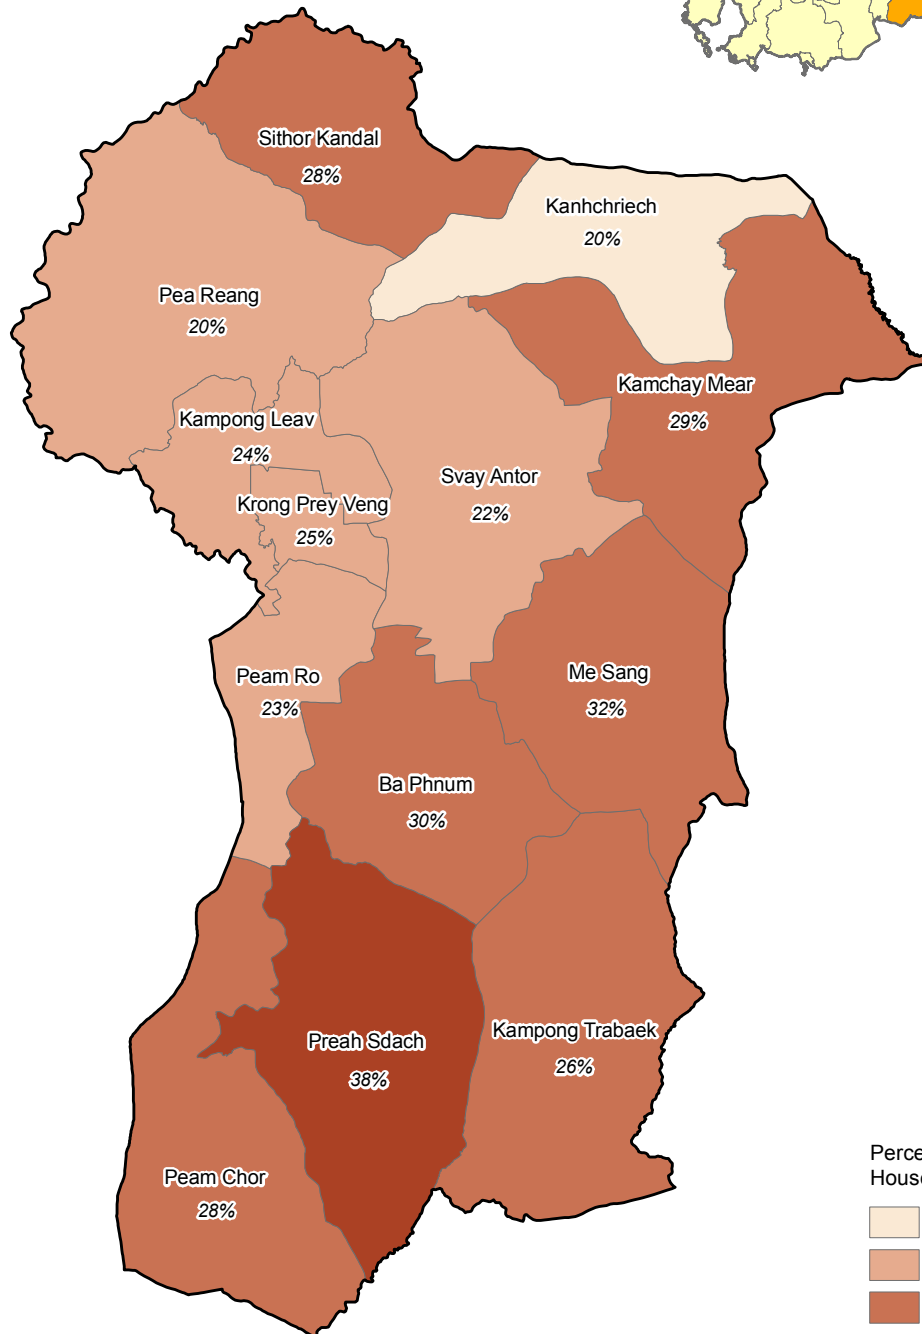 Sithor Kandal
28%
Kanhchriech
20%
Pea Reang
20%
Kamchay Mear
29%
Kampong Leav
24%
Svay Antor
22%
Krong Prey Veng
25%
Peam Ro
23%
Me Sang
32%
Ba Phnum
30%
Preah Sdach
38%
Kampong Trabaek
26%
Peam Chor
28%
Perce
House